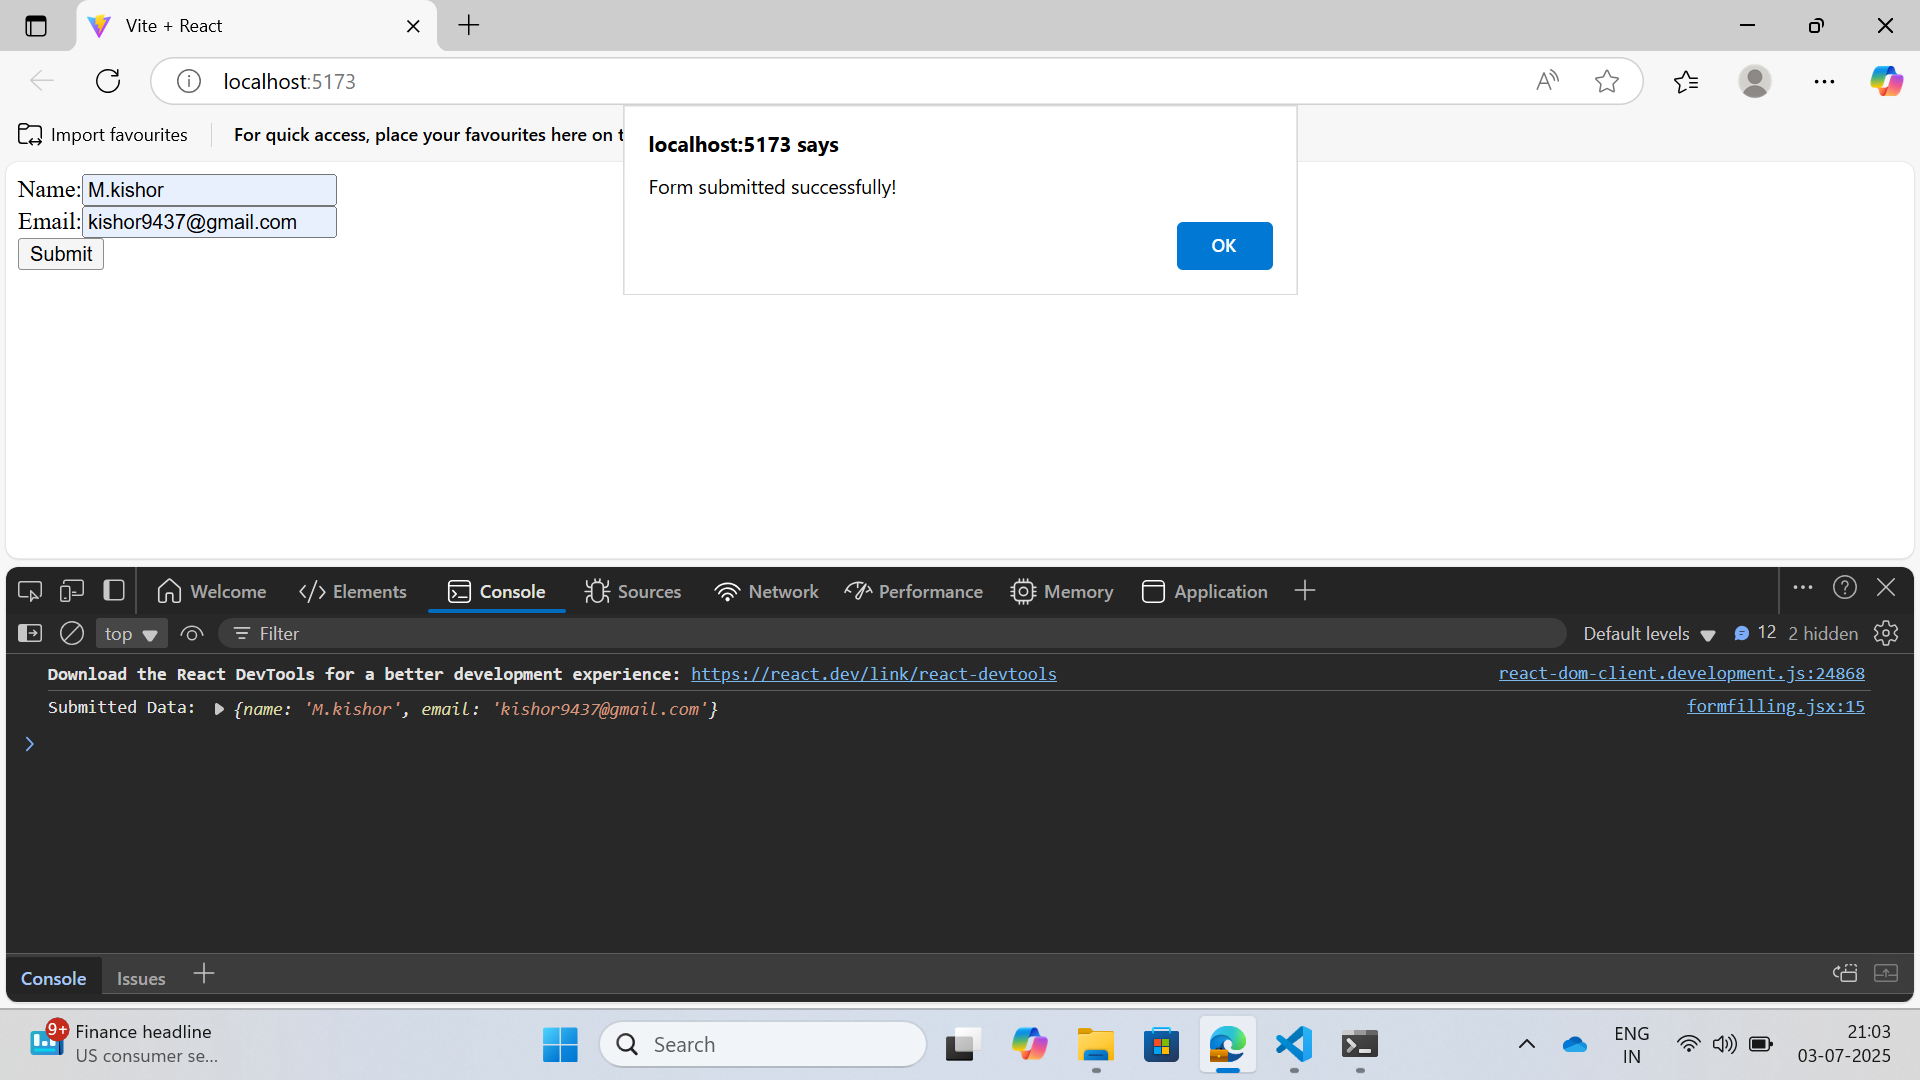 Vite + React
localhost:5173
Import favourites
For quick access, place your favourites here on t
localhost:5173 says
Form submitted successfully!
OK
Name: M.kishor
Email: kishor9437@gmail.com
Submit
Welcome
Elements
Console
Sources
Network
Performance
Memory
Application
top
Filter
Default levels
12
2 hidden
Download the React DevTools for a better development experience: https://react.dev/link/react-devtools
react-dom-client.development.js:24868
Submitted Data: {name: 'M.kishor', email: 'kishor9437@gmail.com'}
formfilling.jsx:15
Console
Issues
9+
Finance headline
US consumer se...
Search
ENG
IN
21:03
03-07-2025